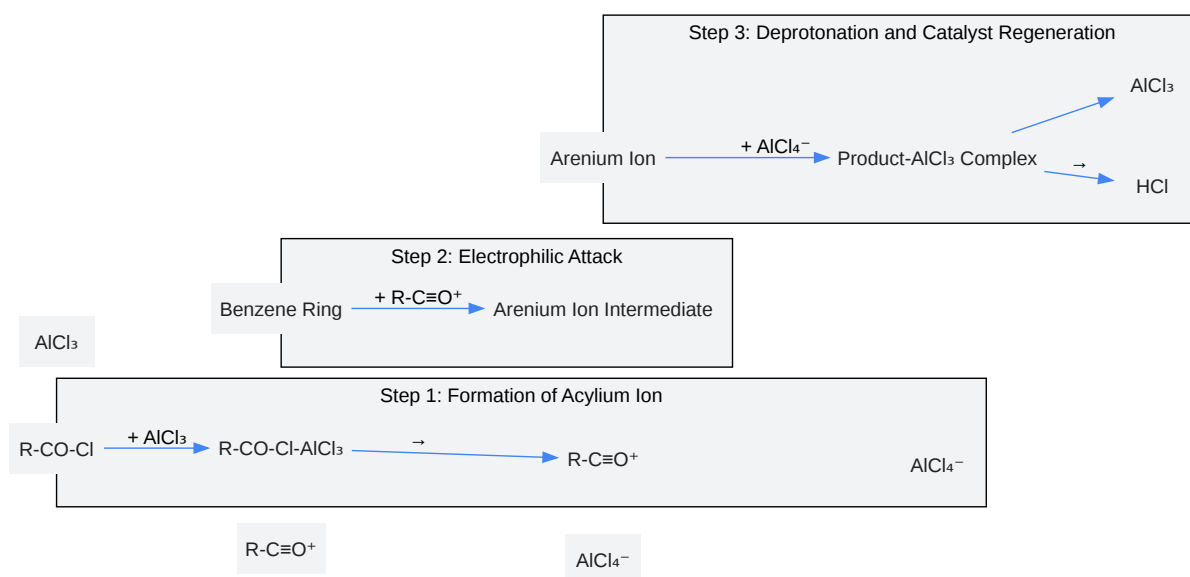 Step 3: Deprotonation and Catalyst Regeneration
AlCl₃
Arenium Ion
+ AlCl₄⁻
Product-AlCl₃ Complex
→
HCl
Step 2: Electrophilic Attack
Benzene Ring
+ R-C≡O⁺
Arenium Ion Intermediate
AlCl₃
Step 1: Formation of Acylium Ion
R-CO-Cl
+ AlCl₃
R-CO-Cl-AlCl₃
→
R-C≡O⁺
AlCl₄⁻
R-C≡O⁺
AlCl₄⁻